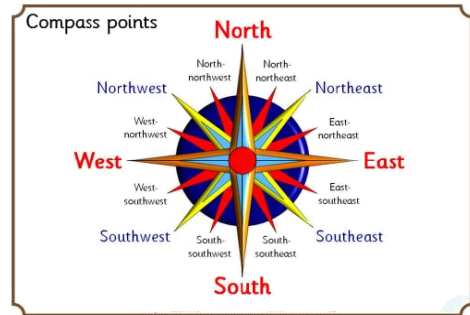 Compass points
North
North-
northwest
North-
northeast
Northwest
Northeast
West-
northwest
East-
northeast
West
East
West-
southwest
East-
southeast
Southwest
Southeast
South-
southwest
South-
southeast
South